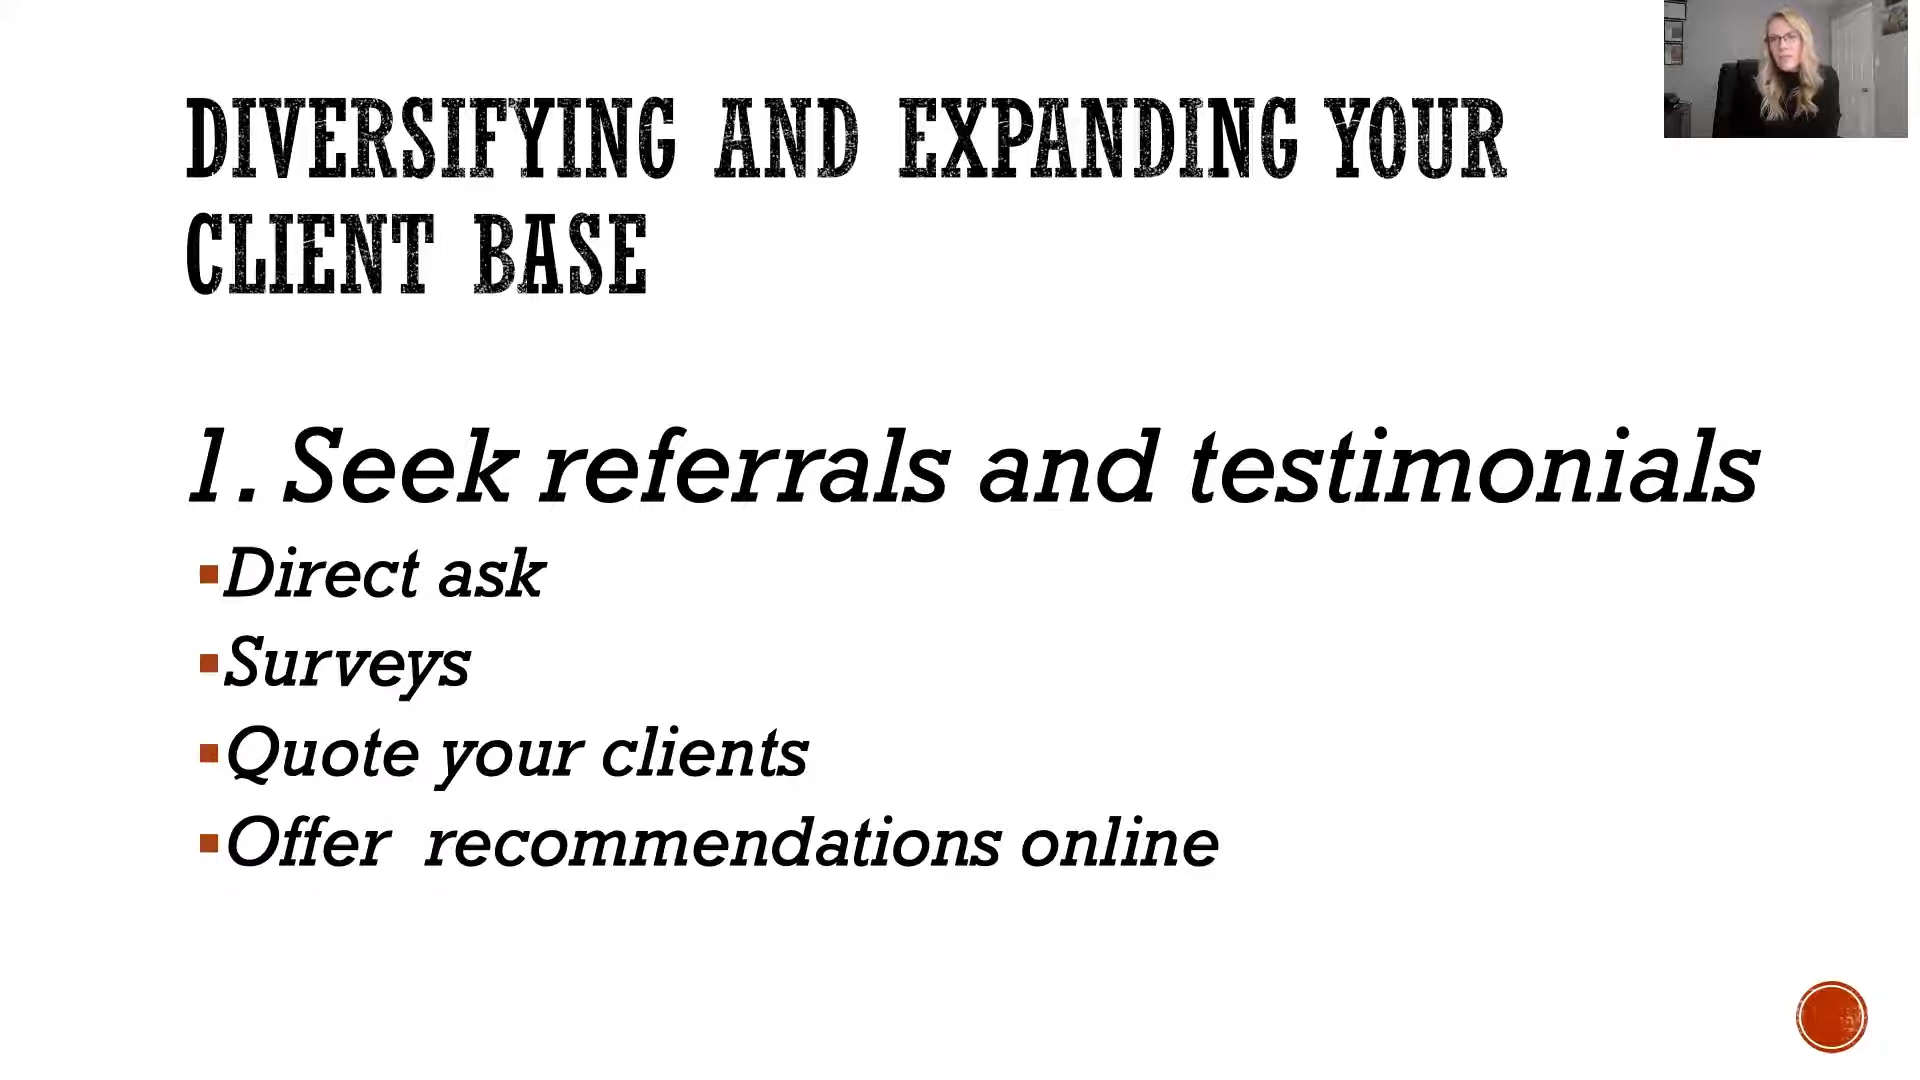 DIVERSIFYING AND EXPANDING YOUR
CLIENT BASE
1. Seek referrals and testimonials
▪Direct ask
▪Surveys
▪Quote your clients
▪Offer recommendations online